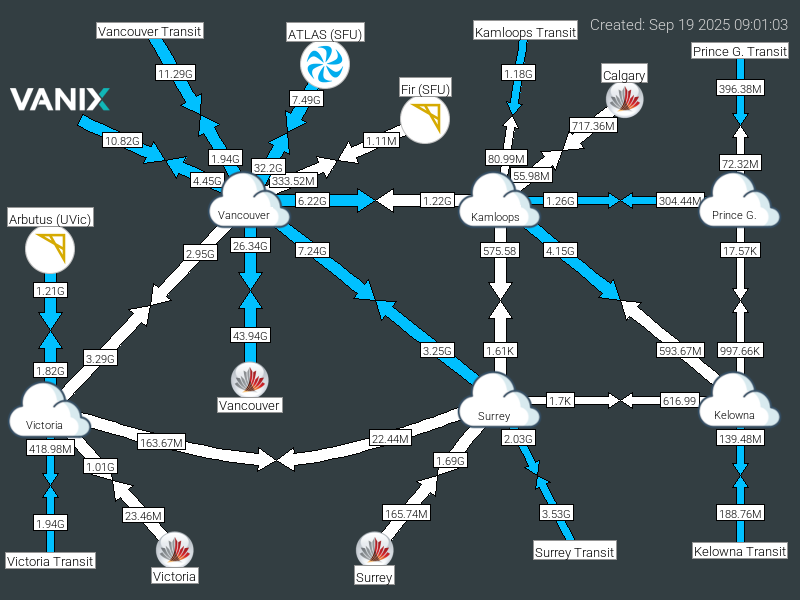 Created: Sep 19 2025 09:01:03
Vancouver Transit
ATLAS (SFU)
Kamloops Transit
Prince G. Transit
11.29G
1.18G
Calgary
396.38M
VANIX
7.49G
Fir (SFU)
717.36M
10.82G
1.11M
1.94G
80.99M
72.32M
32.2G
4.45G
333.52M
55.98M
6.22G
1.22G
1.26G
304.44M
Arbutus (UVic)
Vancouver
Kamloops
Prince G.
2.95G
26.34G
7.24G
575.58
4.15G
17.57K
1.21G
43.94G
3.29G
3.25G
1.61K
593.67M
997.66K
1.82G
Vancouver
1.7K
616.99
Victoria
Surrey
Kelowna
418.98M
163.67M
22.44M
2.03G
139.48M
1.01G
1.69G
1.94G
23.46M
165.74M
3.53G
188.76M
Victoria Transit
Victoria
Surrey
Surrey Transit
Kelowna Transit